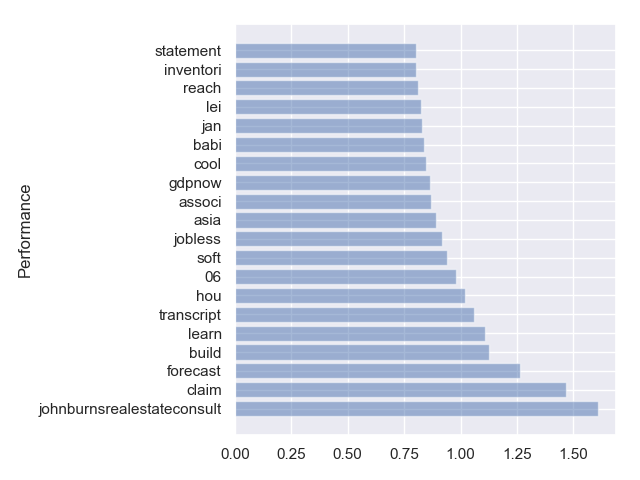 statement
inventori
reach
lei
jan
babi
cool
gdpnow
associ
asia
jobless
soft
06
hou
transcript
learn
build
forecast
claim
johnburnsrealestateconsult
Performance
0.00 0.25 0.50 0.75 1.00 1.25 1.50